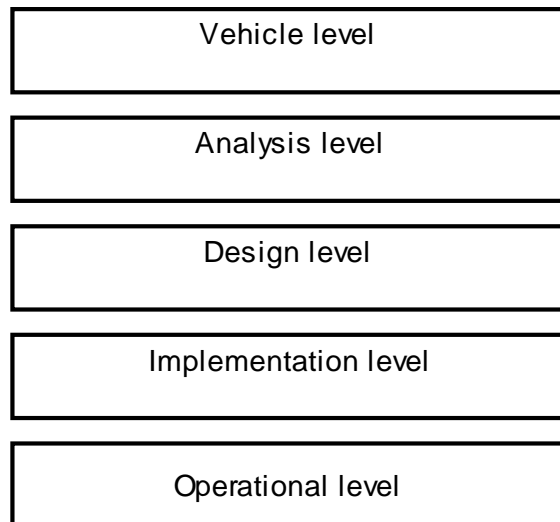 Vehicle level
Analysis level
Design level
Implementation level
Operational level